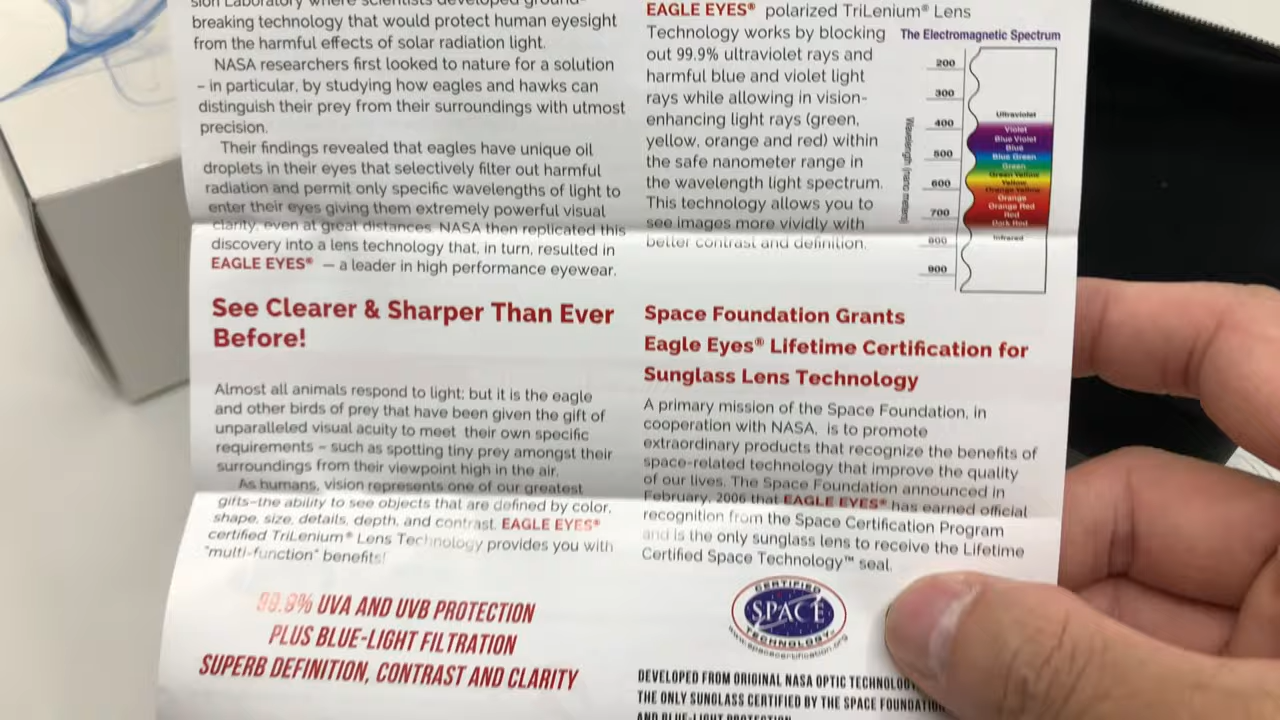 sion Laboratory where scientists developed ground-
breaking technology that would protect human eyesight
from the harmful effects of solar radiation light.
NASA researchers first looked to nature for a solution
– in particular, by studying how eagles and hawks can
distinguish their prey from their surroundings with utmost
precision.
Their findings revealed that eagles have unique oil
droplets in their eyes that selectively filter out harmful
radiation and permit only specific wavelengths of light to
enter their eyes giving them extremely powerful visual
clarity, even at great distances. NASA then replicated this
discovery into a lens technology that, in turn, resulted in
EAGLE EYES® — a leader in high performance eyewear.
See Clearer & Sharper Than Ever
Before!
Almost all animals respond to light; but it is the eagle
and other birds of prey that have been given the gift of
unparalleled visual acuity to meet their own specific
requirements – such as spotting tiny prey amongst their
surroundings from their viewpoint high in the air.
As humans, vision represents one of our greatest
gifts–the ability to see objects that are defined by color,
shape, size, details, depth, and contrast. EAGLE EYES®
certified TriLenium® Lens Technology provides you with
"multi-function" benefits!
99.9% UVA AND UVB PROTECTION
PLUS BLUE-LIGHT FILTRATION
SUPERB DEFINITION, CONTRAST AND CLARITY
EAGLE EYES® polarized TriLenium® Lens
Technology works by blocking
out 99.9% ultraviolet rays and
harmful blue and violet light
rays while allowing in vision-
enhancing light rays (green,
yellow, orange and red) within
the safe nanometer range in
the wavelength light spectrum.
This technology allows you to
see images more vividly with
better contrast and definition.
The Electromagnetic Spectrum
Wavelength (nano meters)
200
300
400
500
600
700
800
900
Ultraviolet
Violet
Blue Violet
Blue
Blue Green
Green
Green Yellow
Yellow
Orange Yellow
Orange
Orange Red
Red
Dark Red
Infrared
Space Foundation Grants
Eagle Eyes® Lifetime Certification for
Sunglass Lens Technology
A primary mission of the Space Foundation, in
cooperation with NASA, is to promote
extraordinary products that recognize the benefits of
space-related technology that improve the quality
of our lives. The Space Foundation announced in
February, 2006 that EAGLE EYES® has earned official
recognition from the Space Certification Program
and is the only sunglass lens to receive the Lifetime
Certified Space Technology™ seal.
CERTIFIED
SPACE
TECHNOLOGY™
www.spacecertification.org
DEVELOPED FROM ORIGINAL NASA OPTIC TECHNOLOGY
THE ONLY SUNGLASS CERTIFIED BY THE SPACE FOUNDATION
AND BLUE-LIGHT PROTECTION